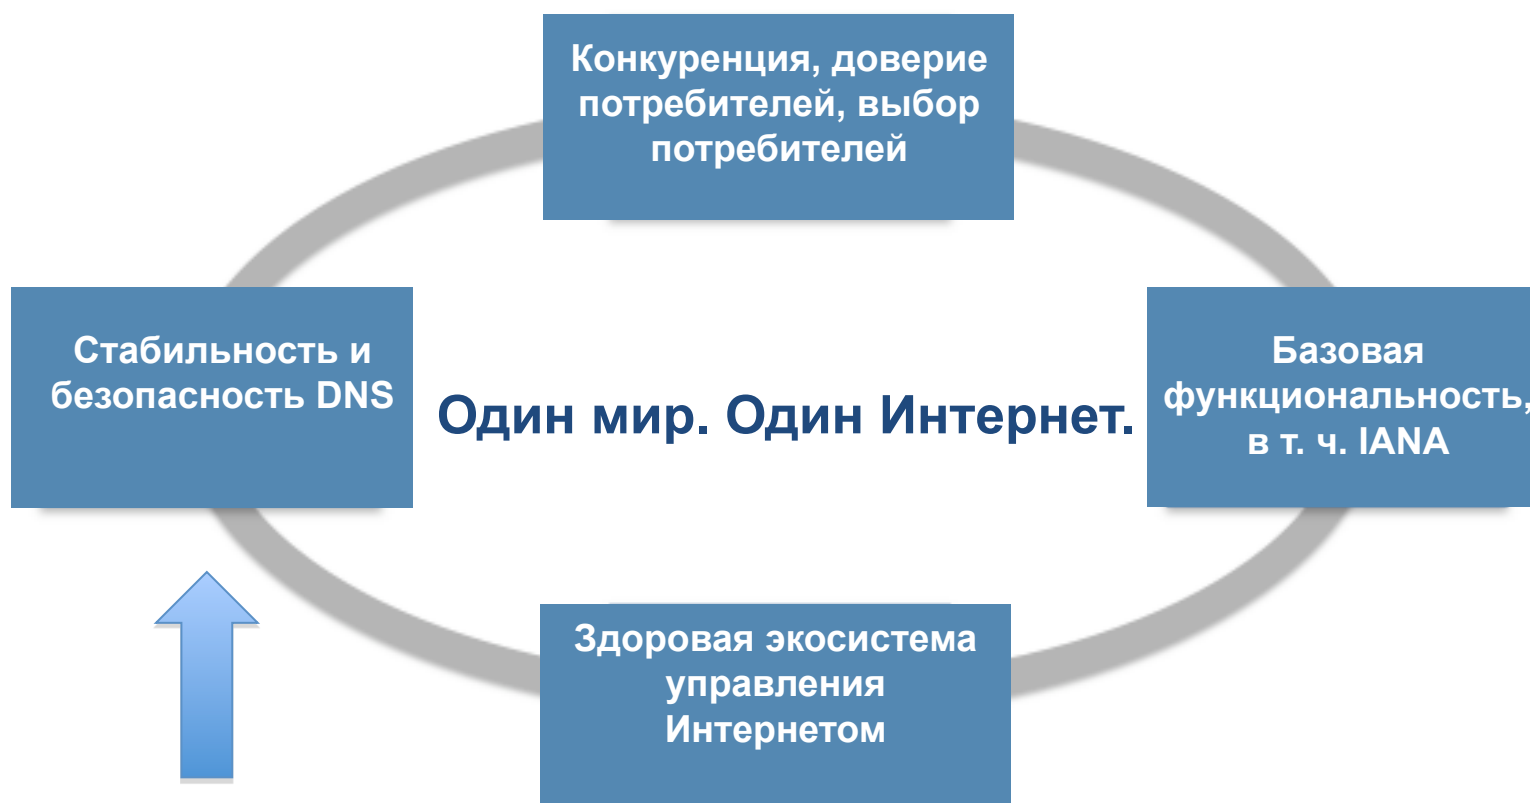 Конкуренция, доверие
потребителей, выбор
потребителей
Стабильность и
безопасность DNS
Один мир. Один Интернет.
Базовая
функциональность,
в т. ч. IANA
Здоровая экосистема
управления
Интернетом